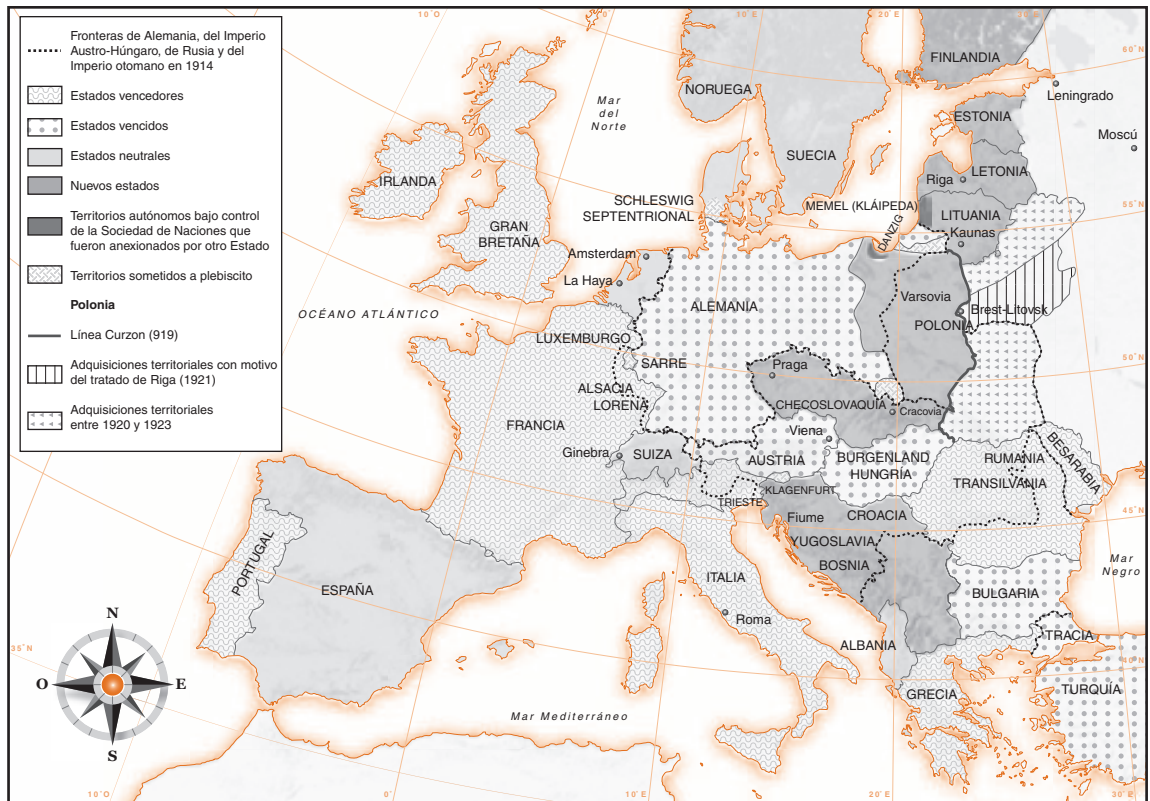 Fronteras de Alemania, del Imperio
Austro-Húngaro, de Rusia y del
Imperio otomano en 1914
Estados vencedores
Estados vencidos
Estados neutrales
Nuevos estados
Territorios autónomos bajo control
de la Sociedad de Naciones que
fueron anexionados por otro Estado
Territorios sometidos a plebiscito
Polonia
Línea Curzon (919)
Adquisiciones territoriales con motivo
del tratado de Riga (1921)
Adquisiciones territoriales
entre 1920 y 1923
10°O
0°
10°E
20°E
30°E
60°N
FINLANDIA
Leningrado
NORUEGA
Mar
del
Norte
ESTONIA
Moscú
SUECIA
LETONIA
Riga
IRLANDA
SCHLESWIG
SEPTENTRIONAL
MEMEL (KLÁIPEDA)
55°N
LITUANIA
Kaunas
GRAN
BRETAÑA
DANZIG
Amsterdam
La Haya
ALEMANIA
Varsovia
Brest-Litovsk
POLONIA
OCÉANO ATLÁNTICO
LUXEMBURGO
50°N
SARRE
Praga
ALSACIA
LORENA
CHECOSLOVAQUÍA
Cracovia
FRANCIA
Viena
Ginebra
SUIZA
AUSTRIA
BURGENLAND
HUNGRÍA
RUMANIA
BESARABIA
TRANSILVANIA
TRIESTE
KLAGENFURT
45°N
Fiume
CROACIA
YUGOSLAVIA
BOSNIA
Mar
Negro
PORTUGAL
ESPAÑA
ITALIA
BULGARIA
Roma
N
O
E
S
35°N
ALBANIA
TRACIA
40°N
GRECIA
TURQUÍA
Mar Mediterráneo
10°O
0°
10°E
20°E
30°E